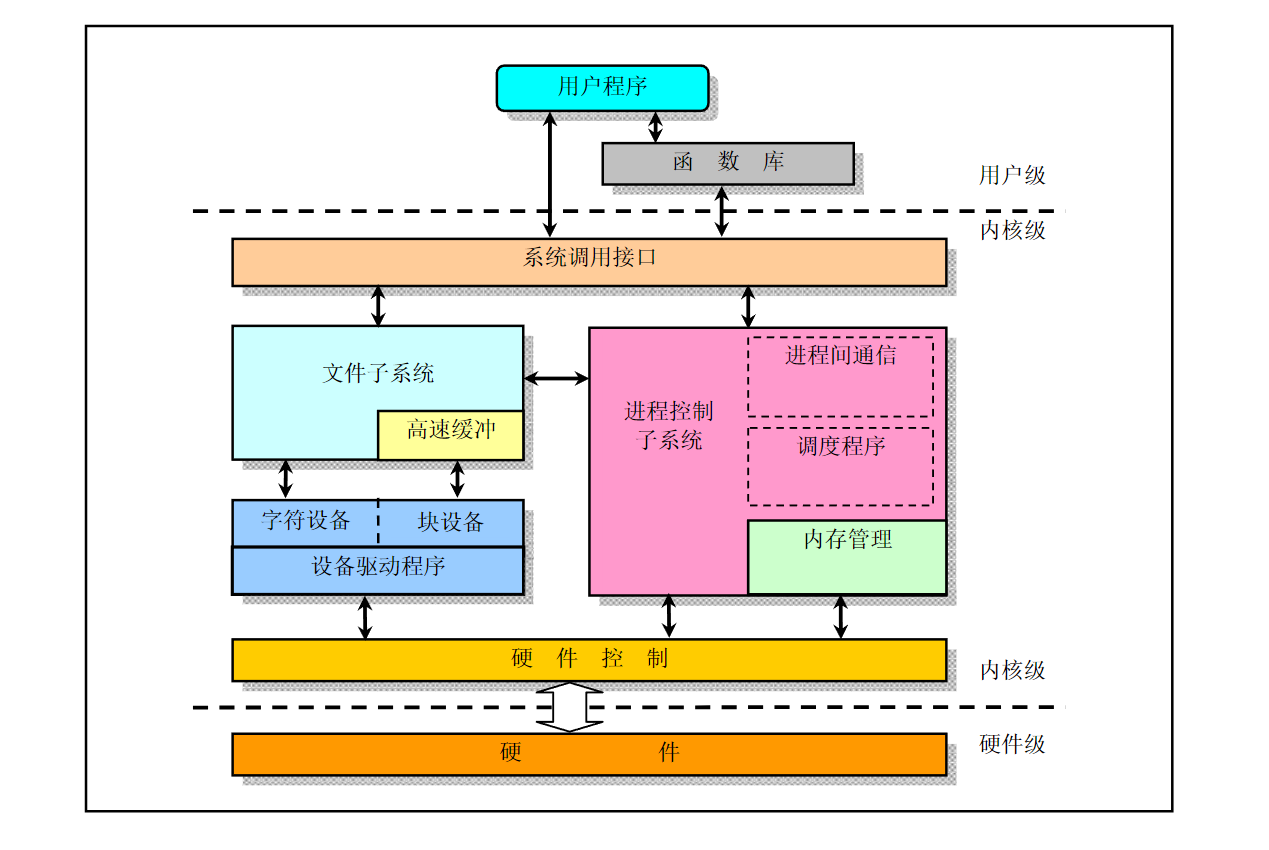 用户程序
函 数 库
用户级
内核级
系统调用接口
文件子系统
高速缓冲
进程控制
子系统
进程间通信
调度程序
内存管理
字符设备
块设备
设备驱动程序
硬 件 控 制
内核级
硬 件
硬件级